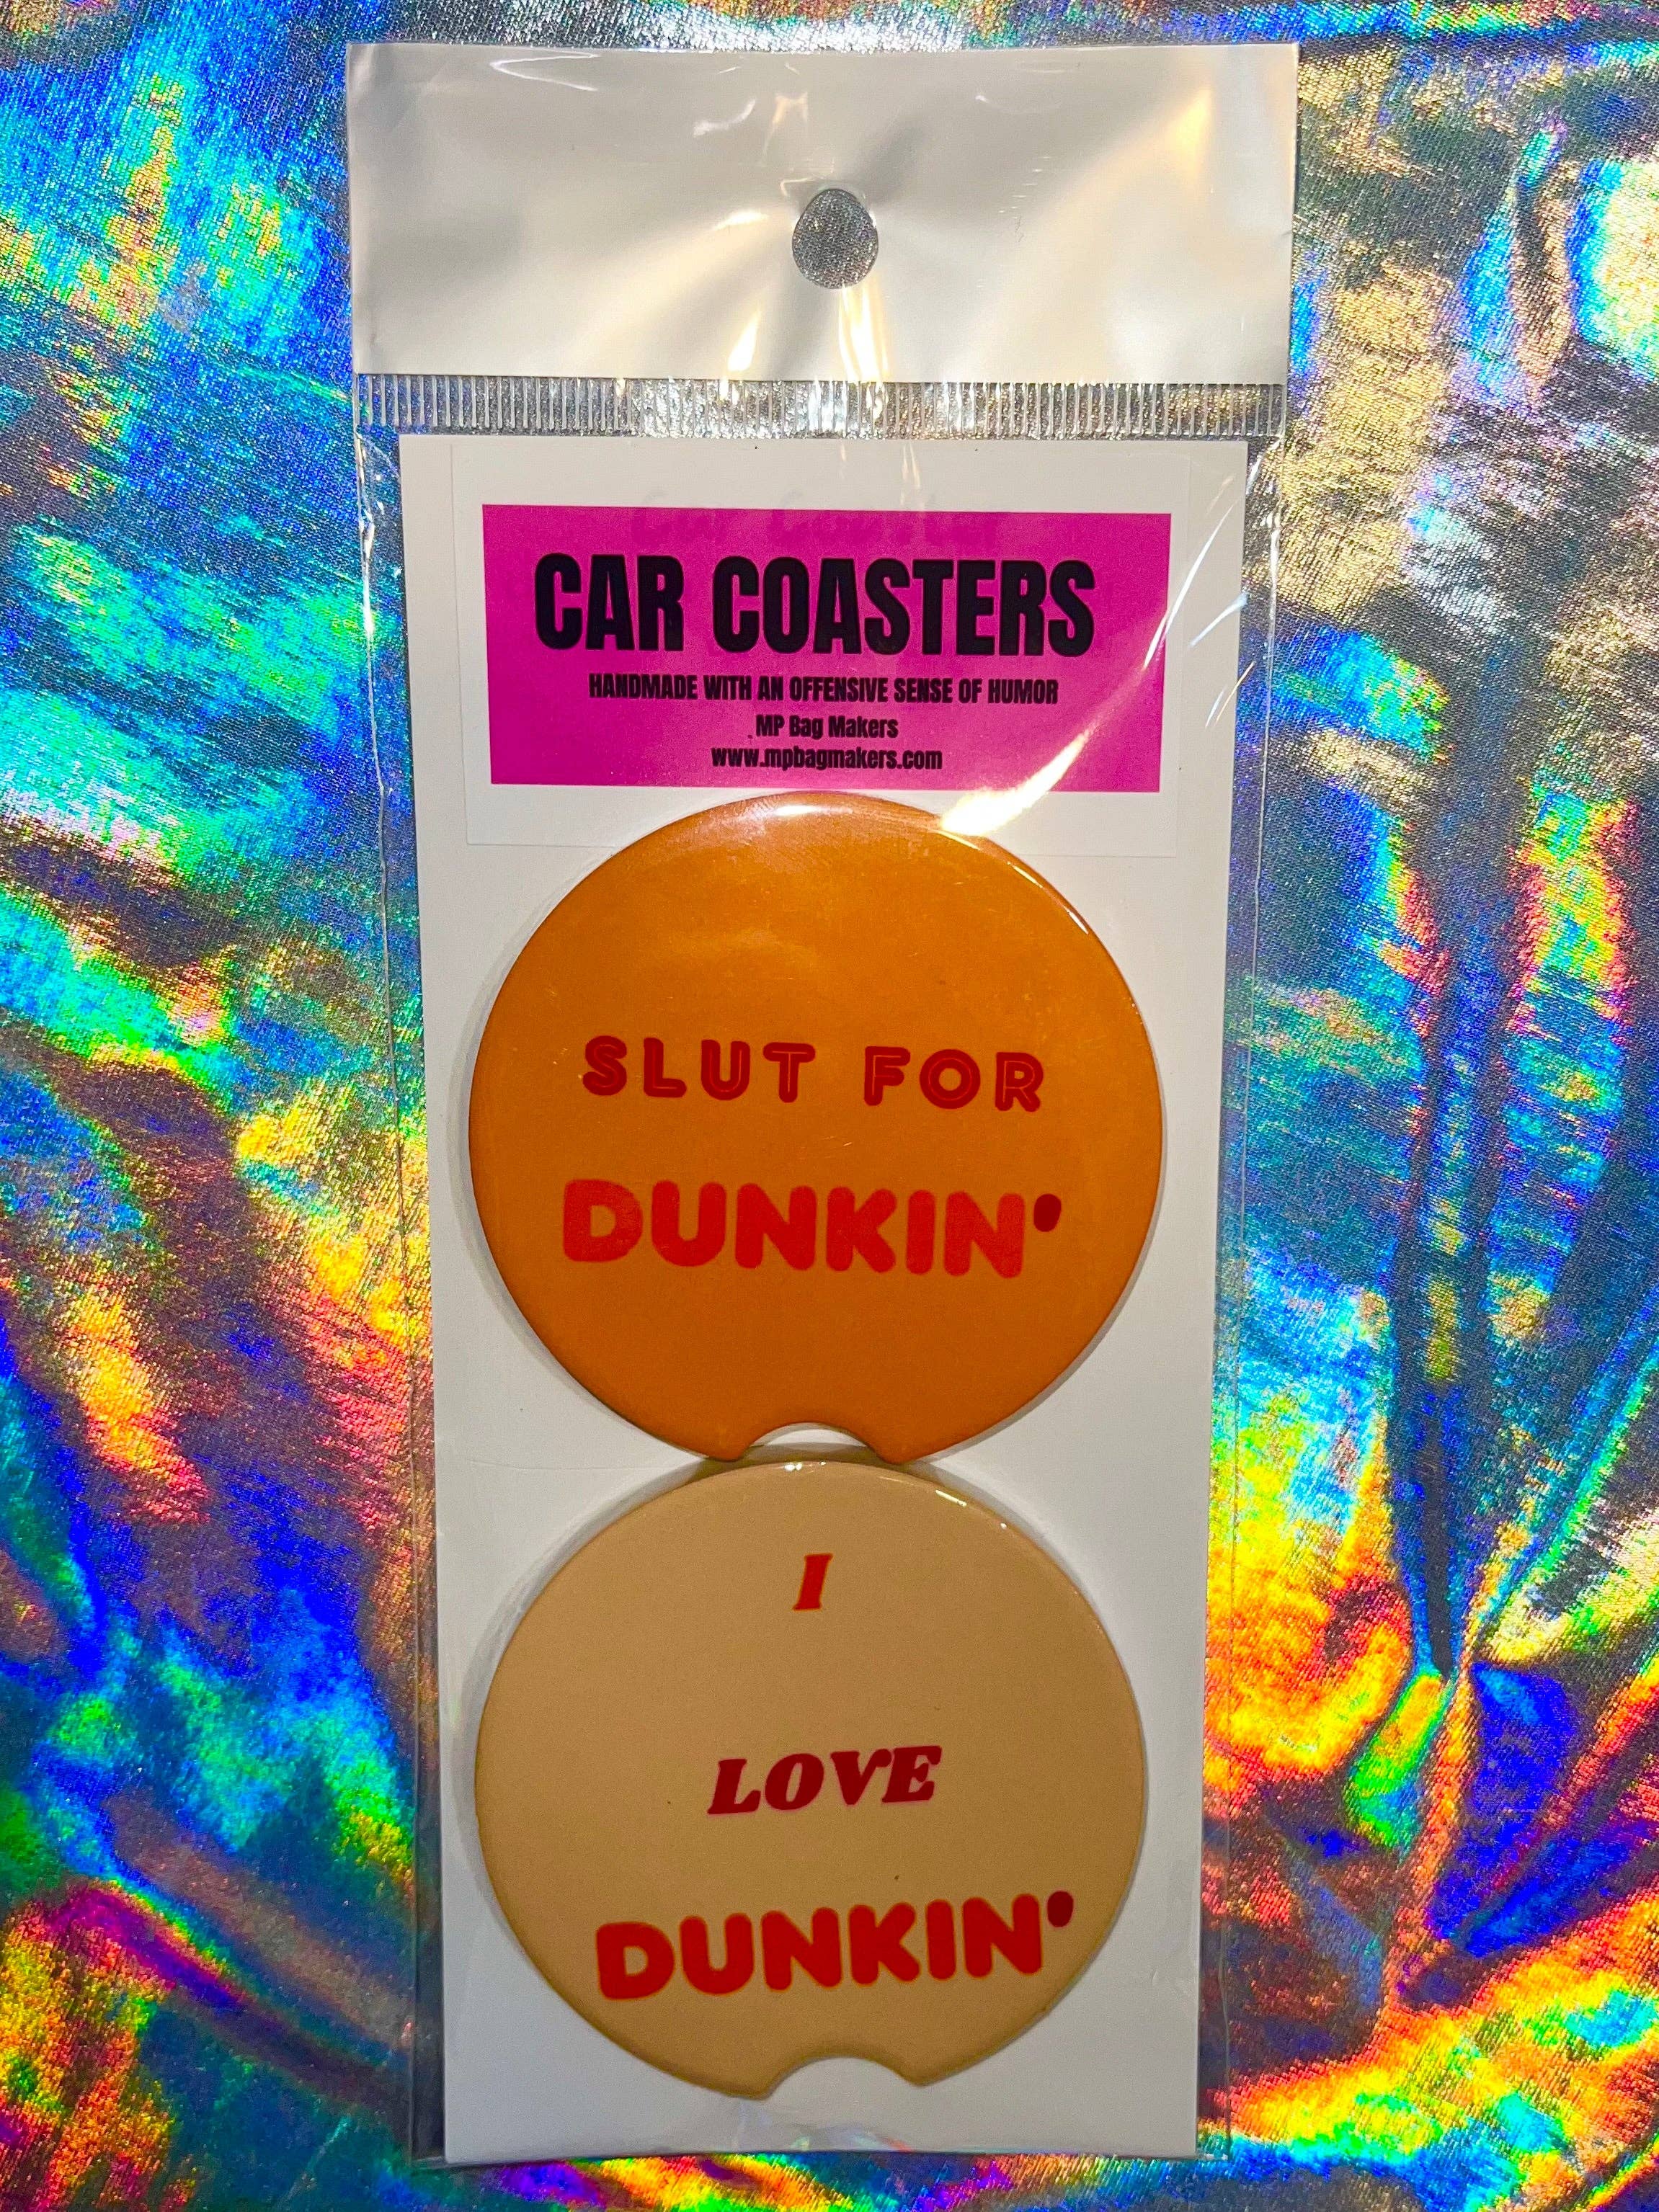 CAR COASTERS
HANDMADE WITH AN OFFENSIVE SENSE OF HUMOR
MP Bag Makers
www.mpbagmakers.com
SLUT FOR
DUNKIN'
I
LOVE
DUNKIN'